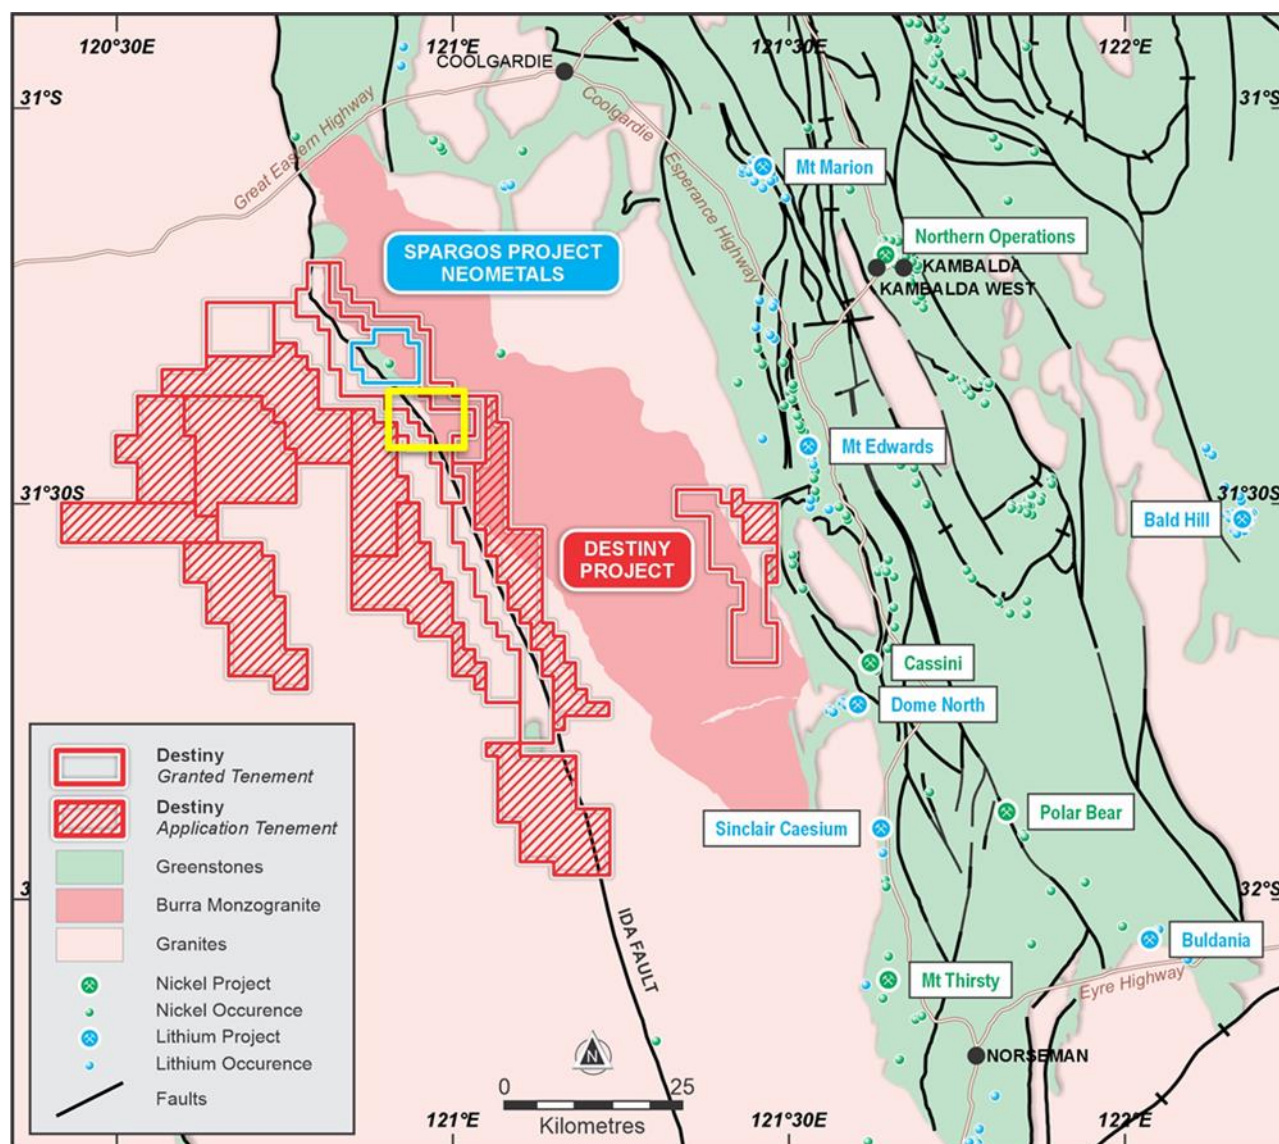 120°30E
121°E
121°30E
122°E
COOLGARDIE
31°S
31°S
Great Eastern Highway
Coolgardie
Esperance Highway
Mt Marion
SPARGOS PROJECT
NEOMETALS
Northern Operations
KAMBALDA
KAMBALDA WEST
Mt Edwards
31°30S
31°30S
Bald Hill
DESTINY
PROJECT
Cassini
Dome North
Sinclair Caesium
Polar Bear
32°S
Buldania
IDA FAULT
Mt Thirsty
Eyre Highway
NORSEMAN
Destiny
Granted Tenement
Destiny
Application Tenement
Greenstones
Burra Monzogranite
Granites
Nickel Project
Nickel Occurence
Lithium Project
Lithium Occurence
Faults
N
0
25
Kilometres
121°E
121°30E
122°E